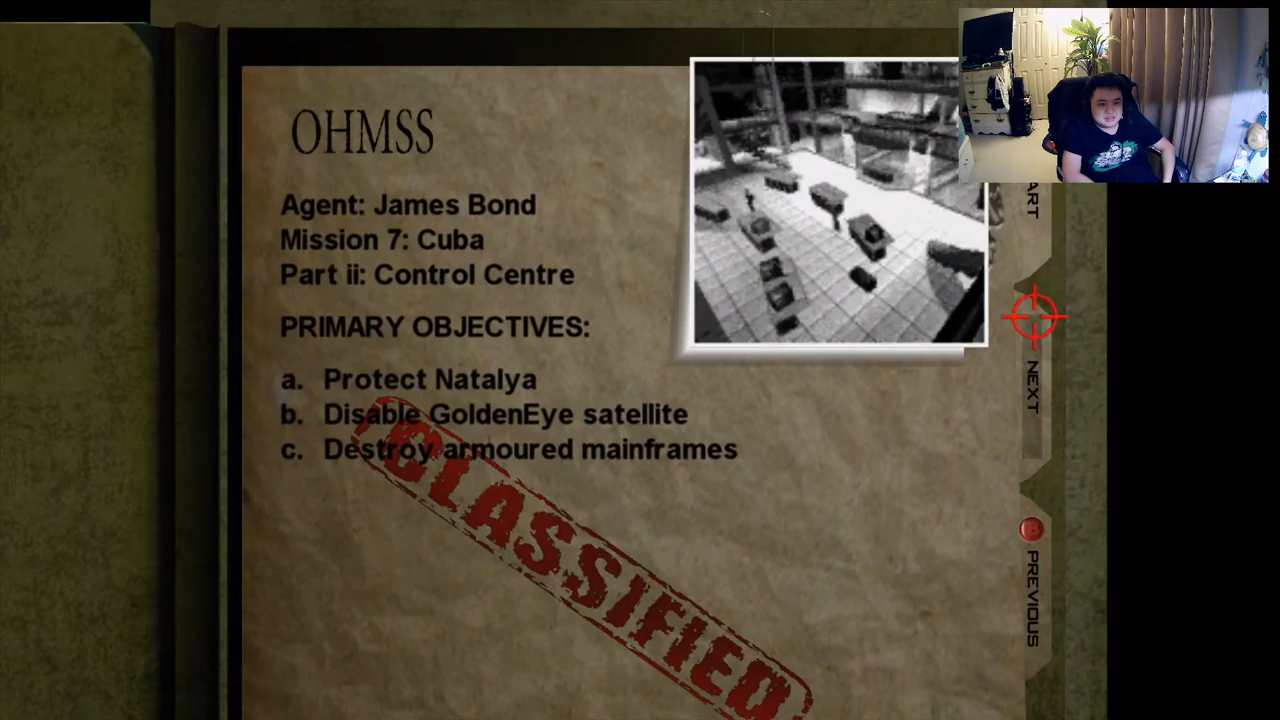 OHMSS
Agent: James Bond
Mission 7: Cuba
Part ii: Control Centre
PRIMARY OBJECTIVES:
a. Protect Natalya
b. Disable GoldenEye satellite
c. Destroy armoured mainframes
CLASSIFIED
ART
NEXT
B
PREVIOUS